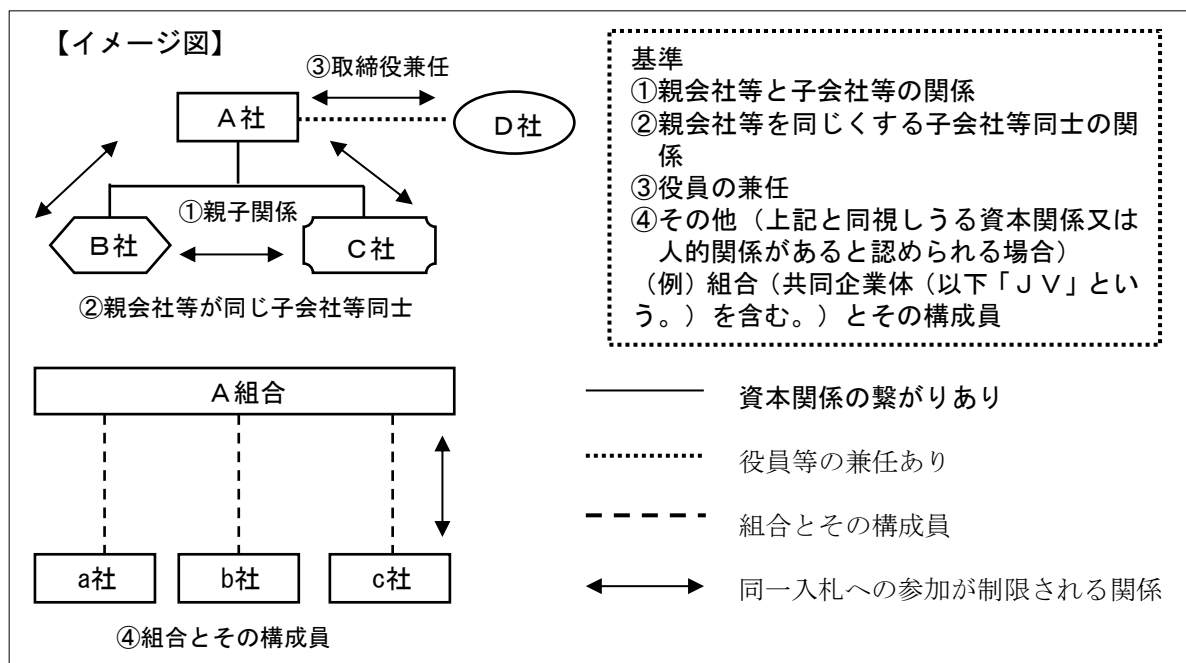 【イメージ図】
③取締役兼任
A社
D社
①親子関係
B社
C社
②親会社等が同じ子会社等同士
基準
①親会社等と子会社等の関係
②親会社等を同じくする子会社等同士の関
係
③役員の兼任
④その他（上記と同視しうる資本関係又は
人的関係があると認められる場合）
（例）組合（共同企業体（以下「ＪＶ」とい
う。）を含む。）とその構成員
A組合
a社
b社
c社
④組合とその構成員
資本関係の繋がりあり
役員等の兼任あり
組合とその構成員
同一入札への参加が制限される関係